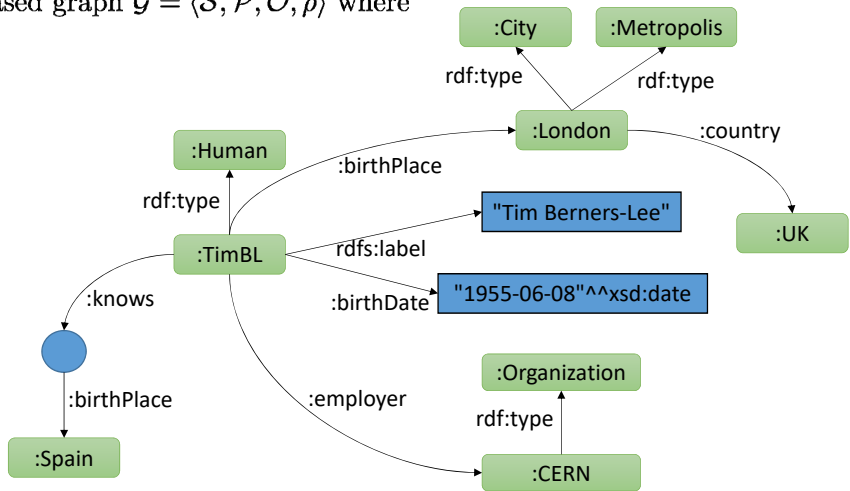 ased graph 𝒢 = ⟨𝒮, 𝒫, 𝒪, ρ⟩ where
:City
:Metropolis
rdf:type
rdf:type
:London
:country
:Human
:birthPlace
rdf:type
"Tim Berners-Lee"
:UK
:TimBL
rdfs:label
:birthDate
"1955-06-08"^^xsd:date
:knows
:Organization
:birthPlace
:employer
rdf:type
:Spain
:CERN